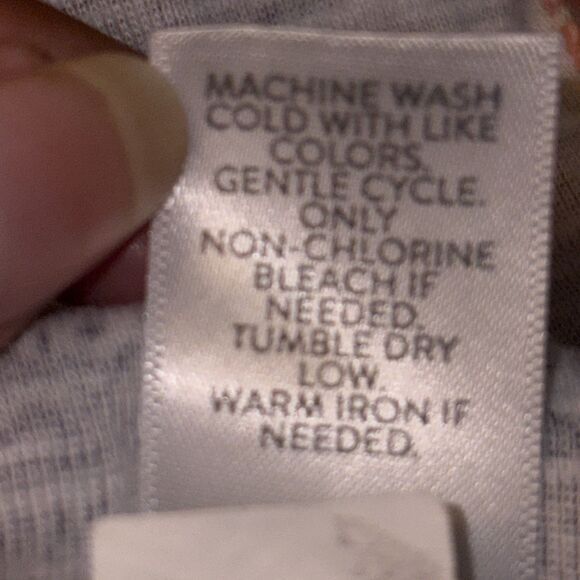 MACHINE WASH
COLD WITH LIKE
COLORS.
GENTLE CYCLE.
ONLY
NON-CHLORINE
BLEACH IF
NEEDED.
TUMBLE DRY
LOW.
WARM IRON IF
NEEDED.